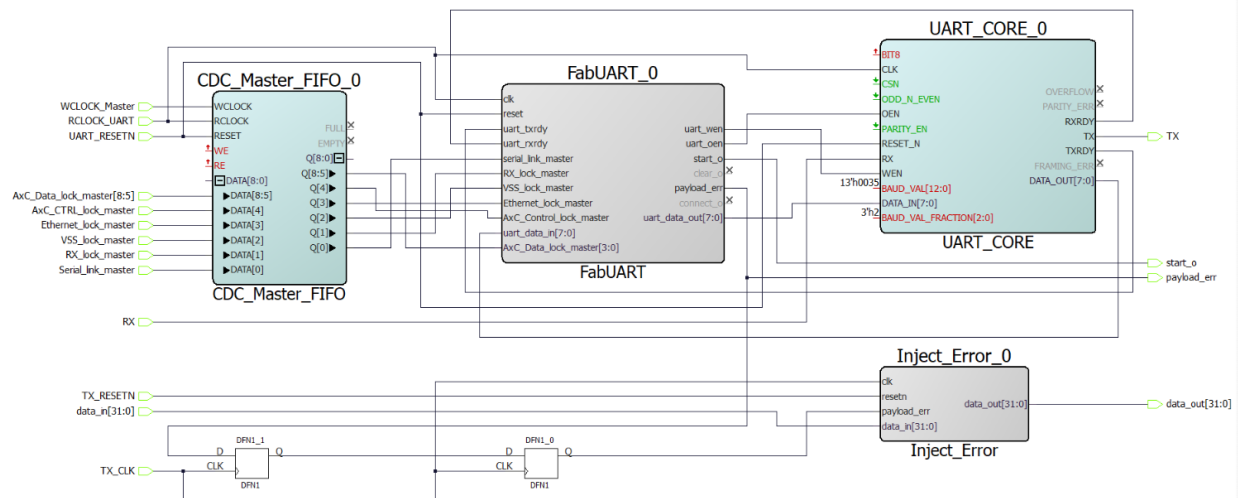 UART_CORE_0
CDC_Master_FIFO_0
FabUART_0
WCLOCK_Master
RCLOCK_UART
UART_RESETN
AxC_Data_lock_master[8:5]
AxC_CTRL_lock_master
Ethernet_lock_master
VSS_lock_master
RX_lock_master
Serial_lnk_master
WCLOCK
RCLOCK
RESET
WE
RE
DATA[8:0]
DATA[8:5]
DATA[4]
DATA[3]
DATA[2]
DATA[1]
DATA[0]
FULL
EMPTY
Q[8:0]
Q[8:5]
Q[4]
Q[3]
Q[2]
Q[1]
Q[0]
CDC_Master_FIFO
clk
reset
uart_txrdy
uart_rxrdy
serial_link_master
RX_lock_master
VSS_lock_master
Ethernet_lock_master
AxC_Control_lock_master
uart_data_in[7:0]
AxC_Data_lock_master[3:0]
uart_wen
uart_oen
start_o
clear_o
payload_err
connect_o
uart_data_out[7:0]
FabUART
BIT8
CLK
CSN
ODD_N_EVEN
OEN
PARITY_EN
RESET_N
RX
WEN
13'h0035
BAUD_VAL[12:0]
DATA_IN[7:0]
3'h2
BAUD_VAL_FRACTION[2:0]
OVERFLOW
PARITY_ERR
RXRDY
TX
TXRDY
FRAMING_ERR
DATA_OUT[7:0]
UART_CORE
TX
start_o
payload_err
RX
Inject_Error_0
TX_RESETN
data_in[31:0]
clk
resetn
payload_err
data_in[31:0]
data_out[31:0]
data_out[31:0]
Inject_Error
TX_CLK
DFN1_1
D
Q
CLK
DFN1
DFN1_0
D
Q
CLK
DFN1